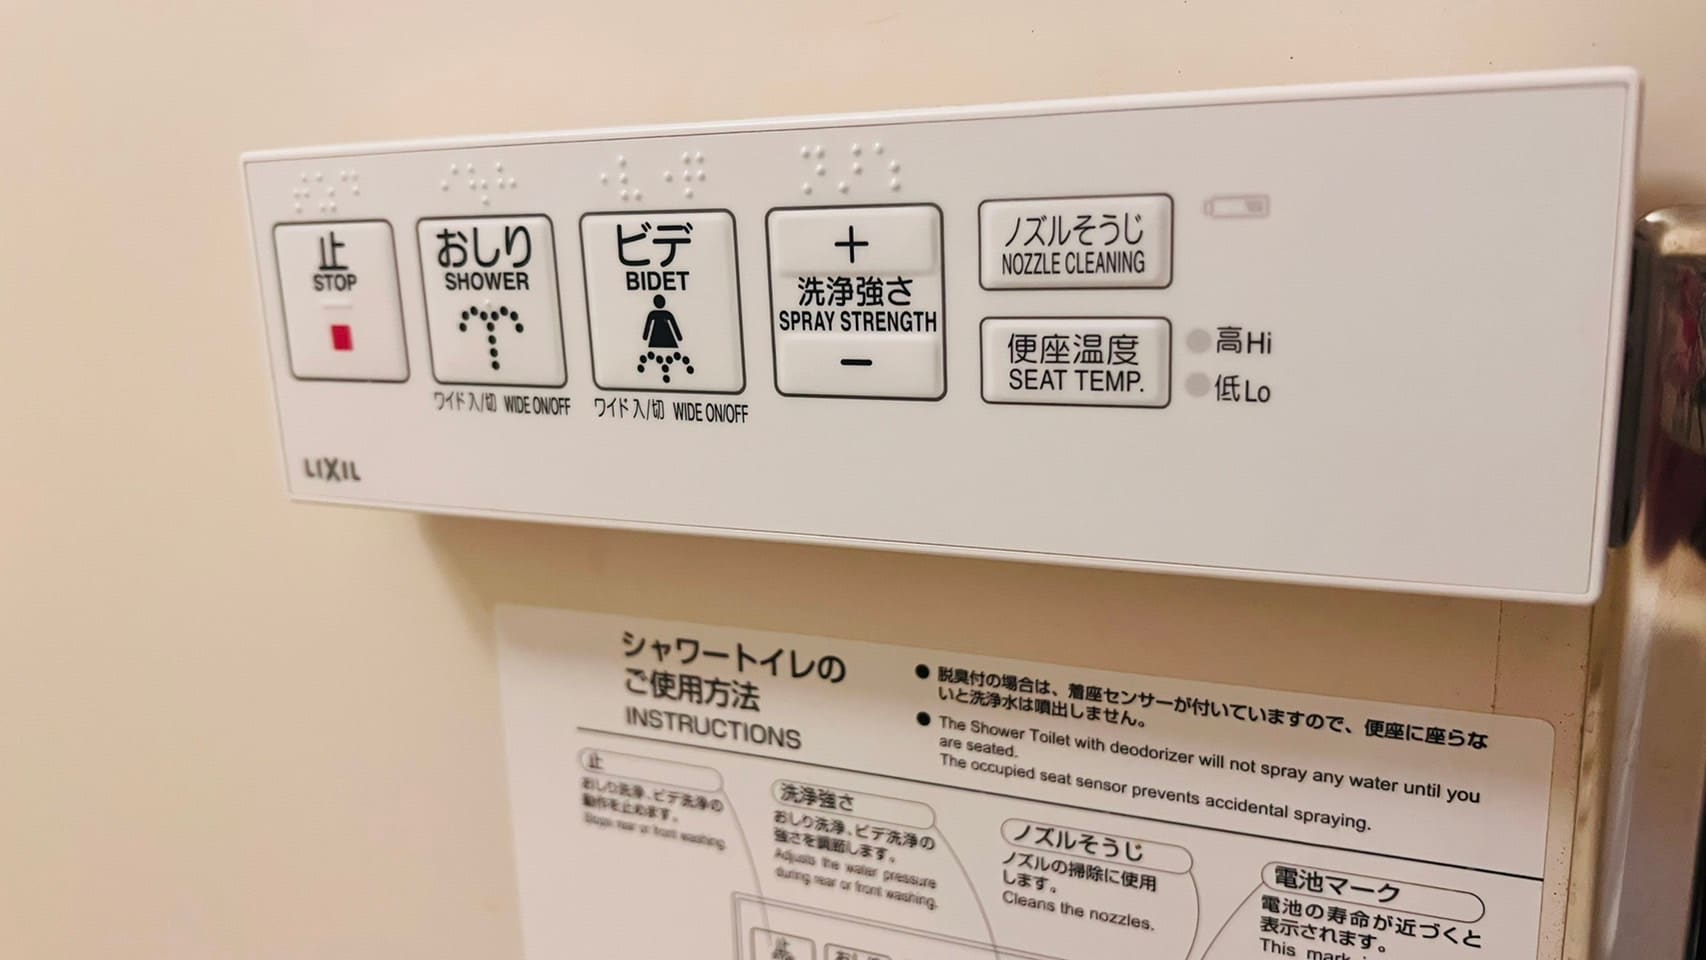 止
STOP
おしり
SHOWER
ワイド 入/切 WIDE ON/OFF
ビデ
BIDET
ワイド 入/切 WIDE ON/OFF
+
洗浄強さ
SPRAY STRENGTH
−
ノズルそうじ
NOZZLE CLEANING
便座温度
SEAT TEMP.
高 Hi
低 Lo
LIXIL
シャワートイレの
ご使用方法
INSTRUCTIONS
● 脱臭付の場合は、着座センサーが付いていますので、便座に座らな
いと洗浄水は噴出しません。
● The Shower Toilet with deodorizer will not spray any water until you
are seated.
The occupied seat sensor prevents accidental spraying.
止
おしり洗浄、ビデ洗浄の
動作を止めます。
Stops rear or front washing.
洗浄強さ
おしり洗浄、ビデ洗浄の
強さを調節します。
Adjusts the water pressure
during rear or front washing.
ノズルそうじ
ノズルの掃除に使用
します。
Cleans the nozzles.
電池マーク
電池の寿命が近づくと
表示されます。
This mark
止
おしり